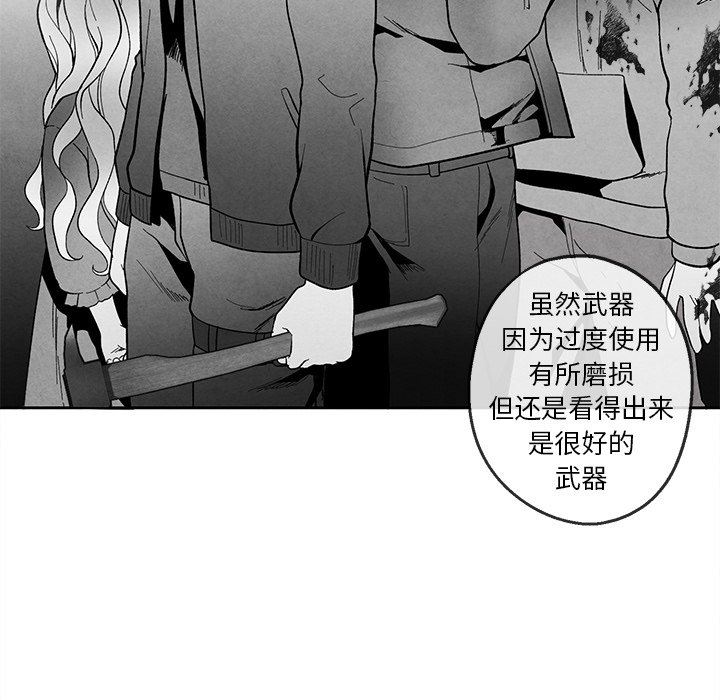 虽然武器
因为过度使用
有所磨损
但还是看得出来
是很好的
武器